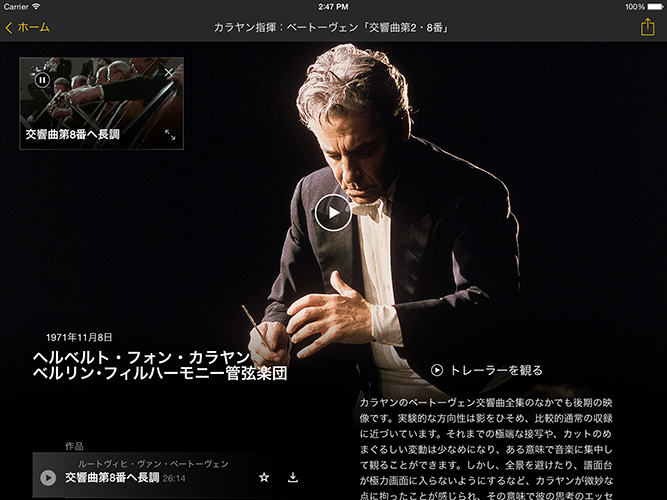 Carrier 2:47 PM 100%
ホーム
カラヤン指揮：ベートーヴェン「交響曲第2・8番」
交響曲第8番ヘ長調
1971年11月8日
ヘルベルト・フォン・カラヤン
ベルリン・フィルハーモニー管弦楽団
トレーラーを観る
カラヤンのベートーヴェン交響曲全集のなかでも後期の映
像です。実験的な方向性は影をひそめ、比較的通常の収録
に近づいています。それまでの極端な接写や、カットのめ
まぐるしい変動は少なめになり、ある意味で音楽に集中し
て観ることができます。しかし、全景を避けたり、譜面台
が極力画面に入らないようにするなど、カラヤンが微妙な
点に拘ったことが感じられ、その意味で彼の思考のエッセ
作品
ルートヴィヒ・ヴァン・ベートーヴェン
交響曲第8番ヘ長調 26:14